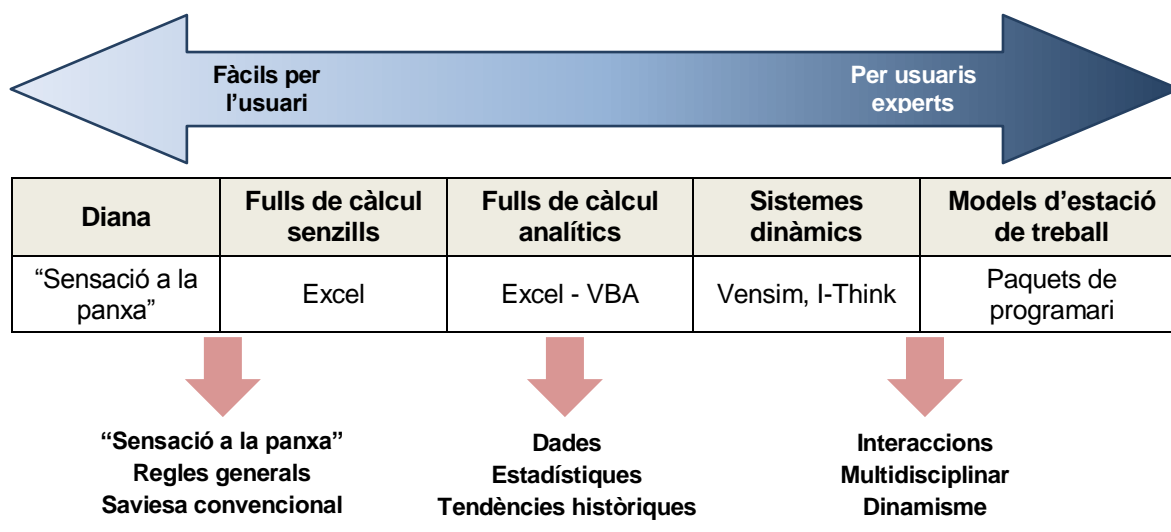 Fàcils per
l’usuari
Per usuaris
experts
Diana
Fulls de càlcul
senzills
Fulls de càlcul
analítics
Sistemes
dinàmics
Models d’estació
de treball
“Sensació a la
panxa”
Excel
Excel - VBA
Vensim, I-Think
Paquets de
programari
“Sensació a la panxa”
Regles generals
Saviesa convencional
Dades
Estadístiques
Tendències històriques
Interaccions
Multidisciplinar
Dinamisme